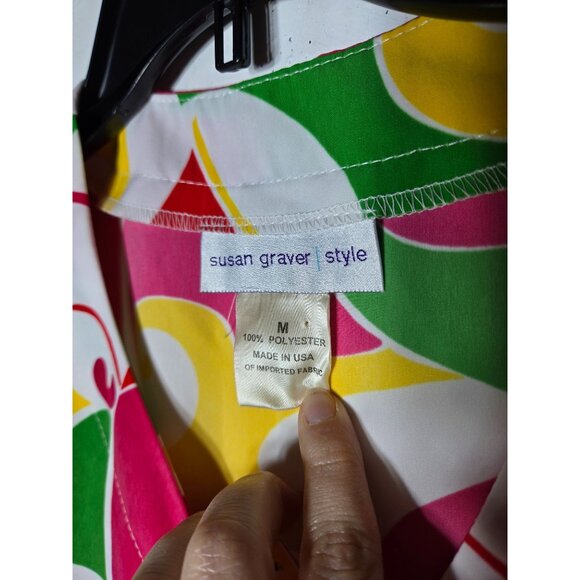 susan graver | style
M
100% POLYESTER
MADE IN USA
OF IMPORTED FABRIC